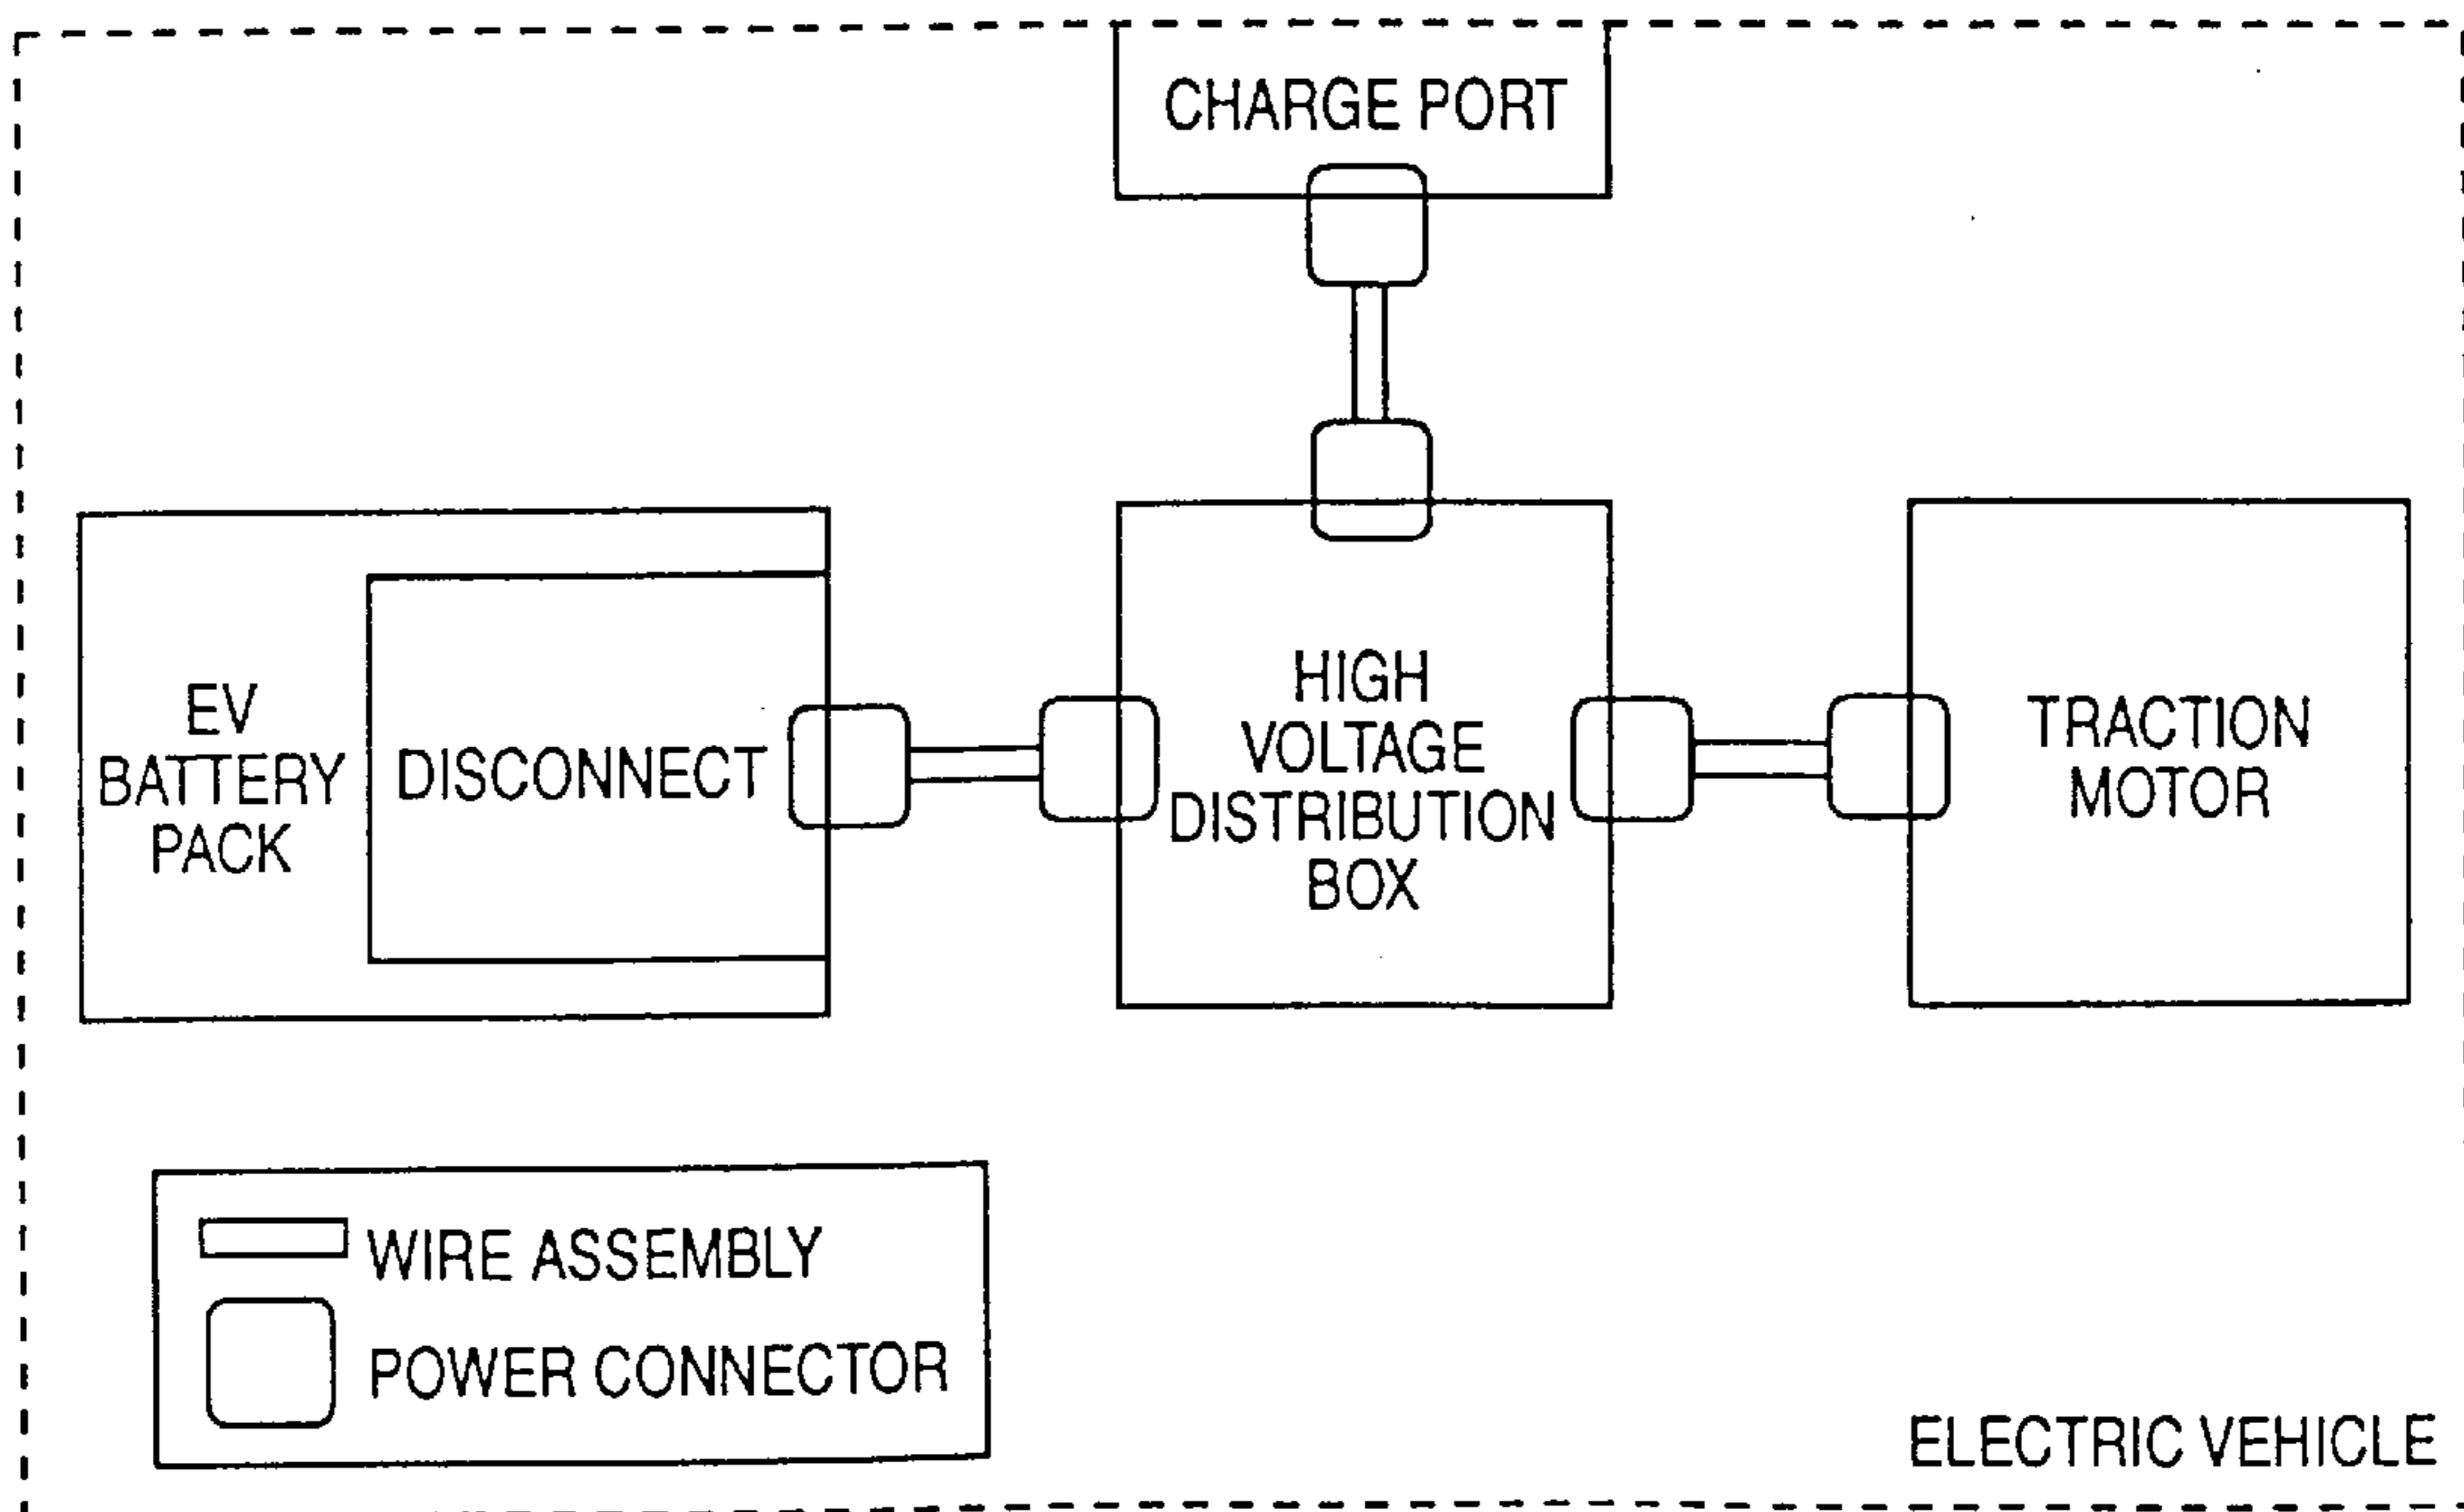 CHARGE PORT
EV
BATTERY
PACK
DISCONNECT
HIGH
VOLTAGE
DISTRIBUTION
BOX
TRACTION
MOTOR
WIRE ASSEMBLY
POWER CONNECTOR
ELECTRIC VEHICLE